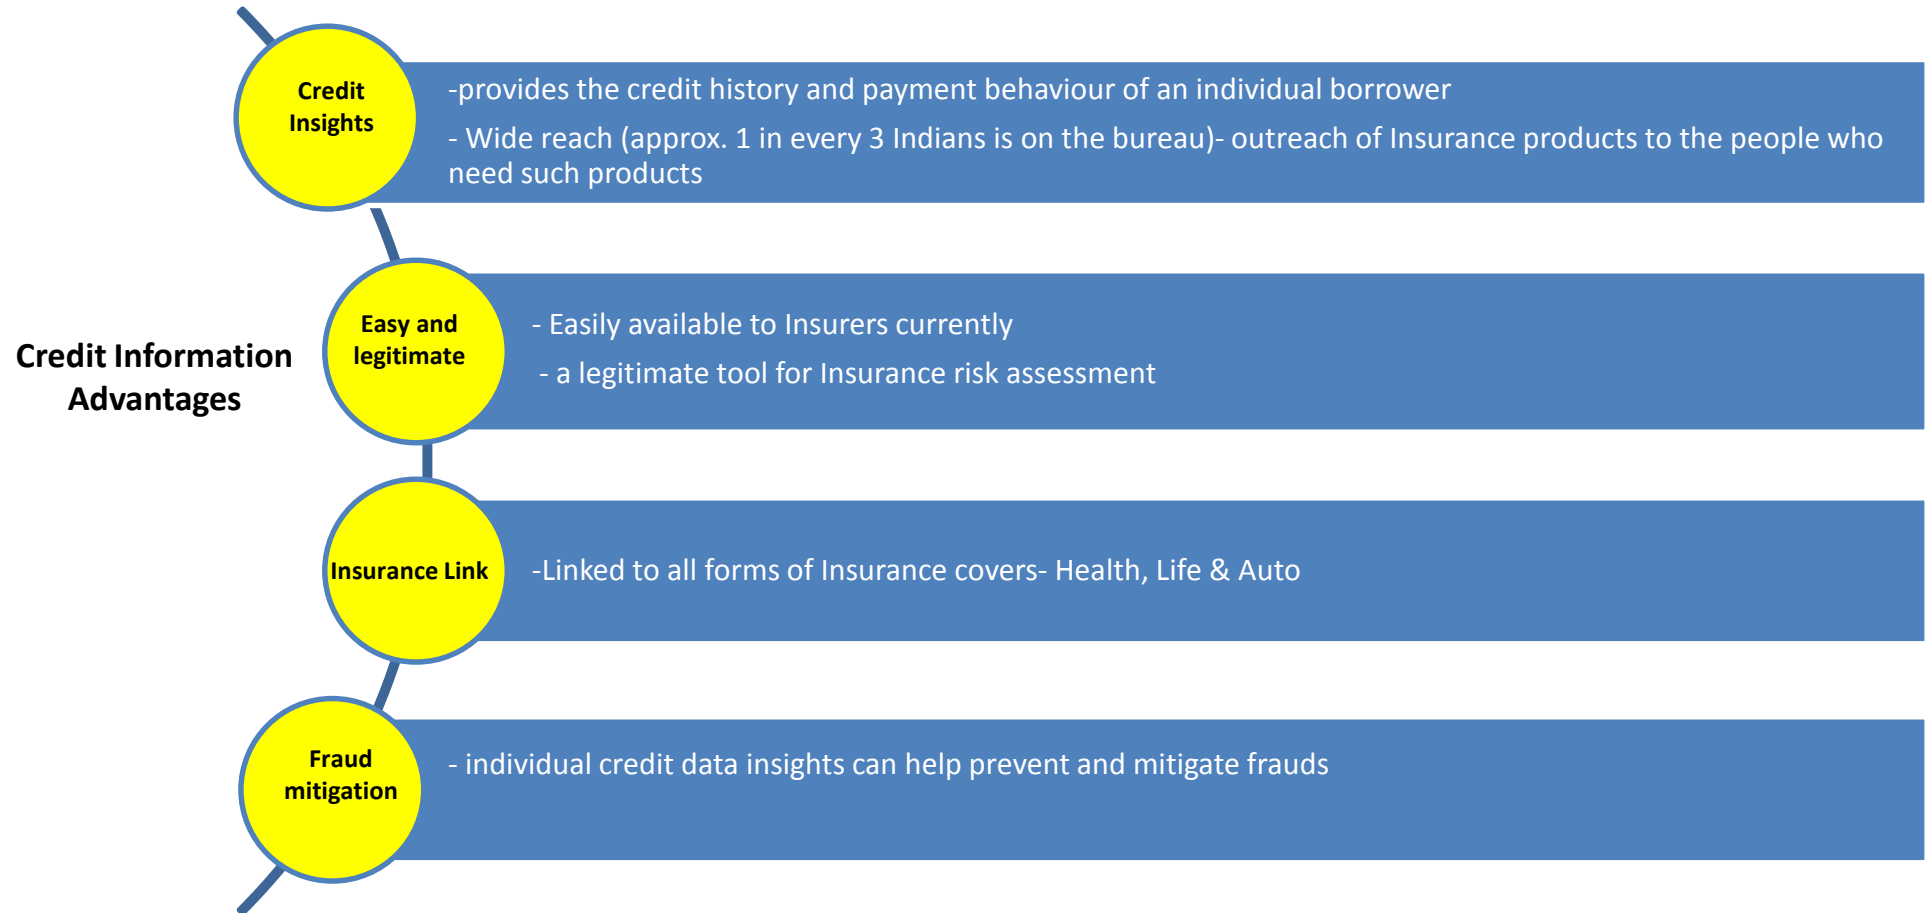 Credit Information
Advantages
Credit
Insights
-provides the credit history and payment behaviour of an individual borrower
- Wide reach (approx. 1 in every 3 Indians is on the bureau)- outreach of Insurance products to the people who
need such products
Easy and
legitimate
- Easily available to Insurers currently
- a legitimate tool for Insurance risk assessment
Insurance Link
-Linked to all forms of Insurance covers- Health, Life & Auto
Fraud
mitigation
- individual credit data insights can help prevent and mitigate frauds